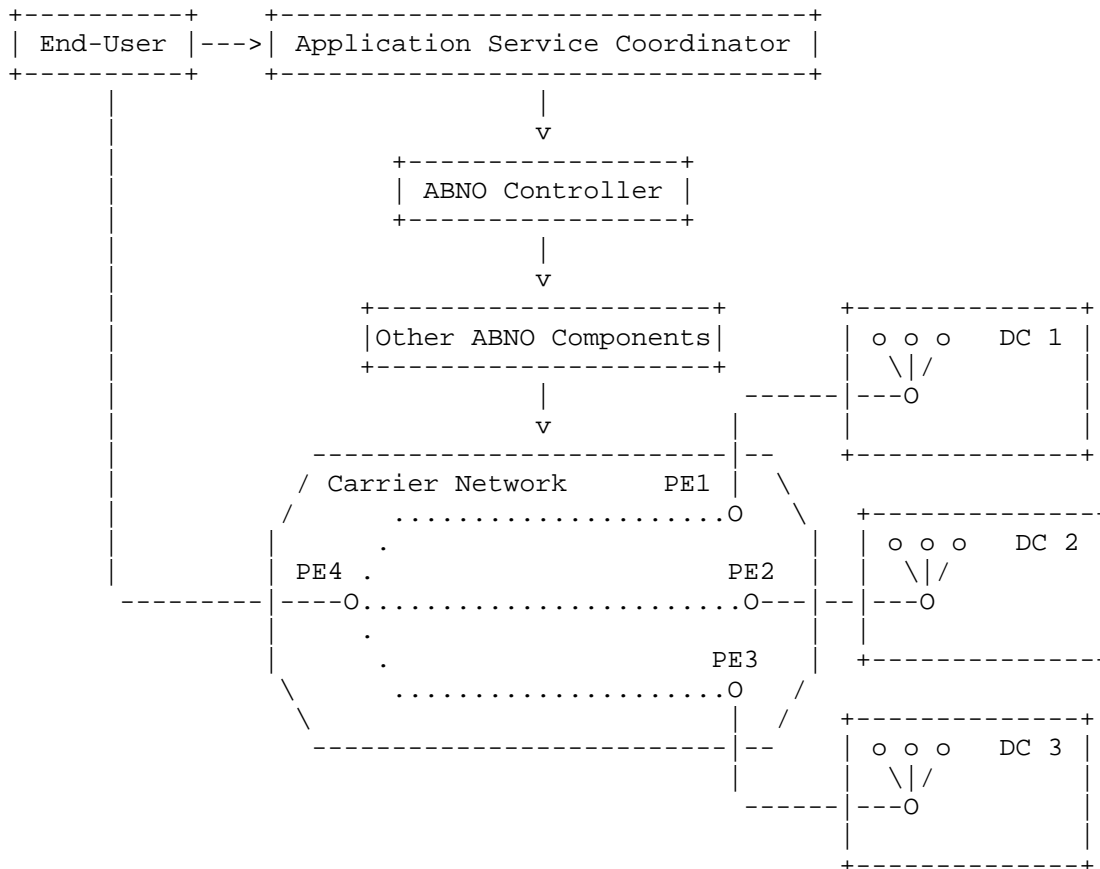 End-User
Application Service Coordinator
ABNO Controller
Other ABNO Components
DC 1
Carrier Network
PE1
DC 2
PE4
PE2
PE3
DC 3